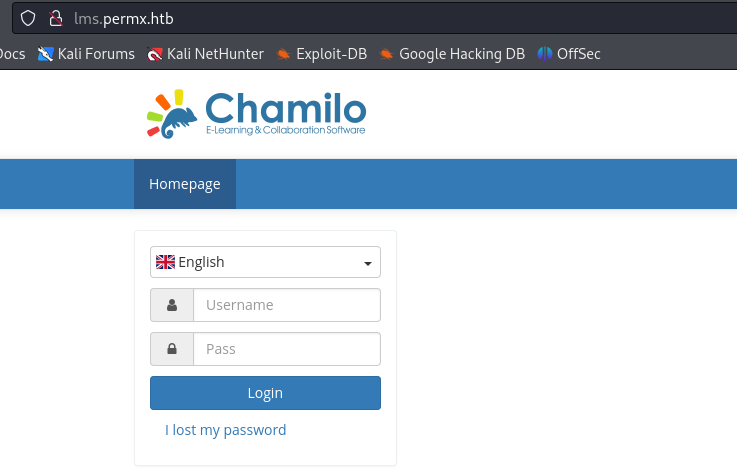 lms.permx.htb
Docs Kali Forums Kali NetHunter Exploit-DB Google Hacking DB OffSec
Chamilo
E-Learning & Collaboration Software
Homepage
English
Username
Pass
Login
I lost my password